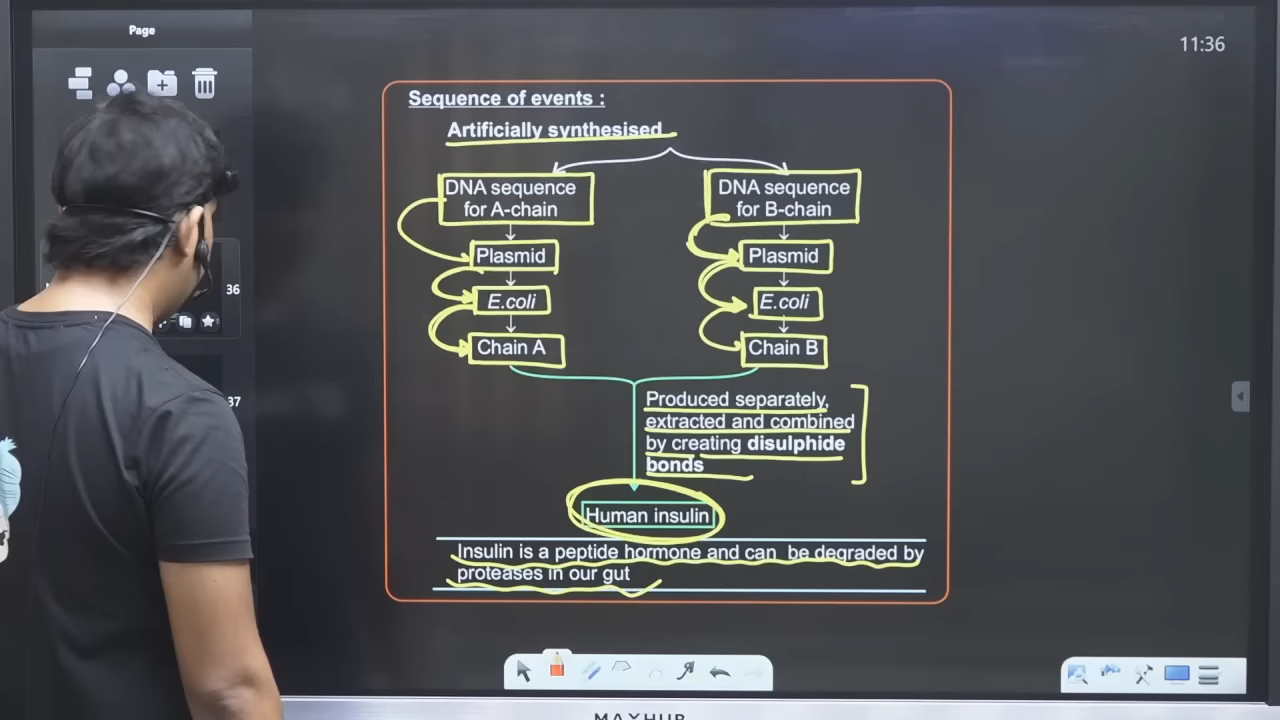 Page
11:36
Sequence of events :
Artificially synthesised
DNA sequence
for A-chain
DNA sequence
for B-chain
Plasmid
Plasmid
E.coli
E.coli
36
Chain A
Chain B
37
Produced separately,
extracted and combined
by creating disulphide
bonds
Human insulin
Insulin is a peptide hormone and can be degraded by
proteases in our gut
MAXHUB